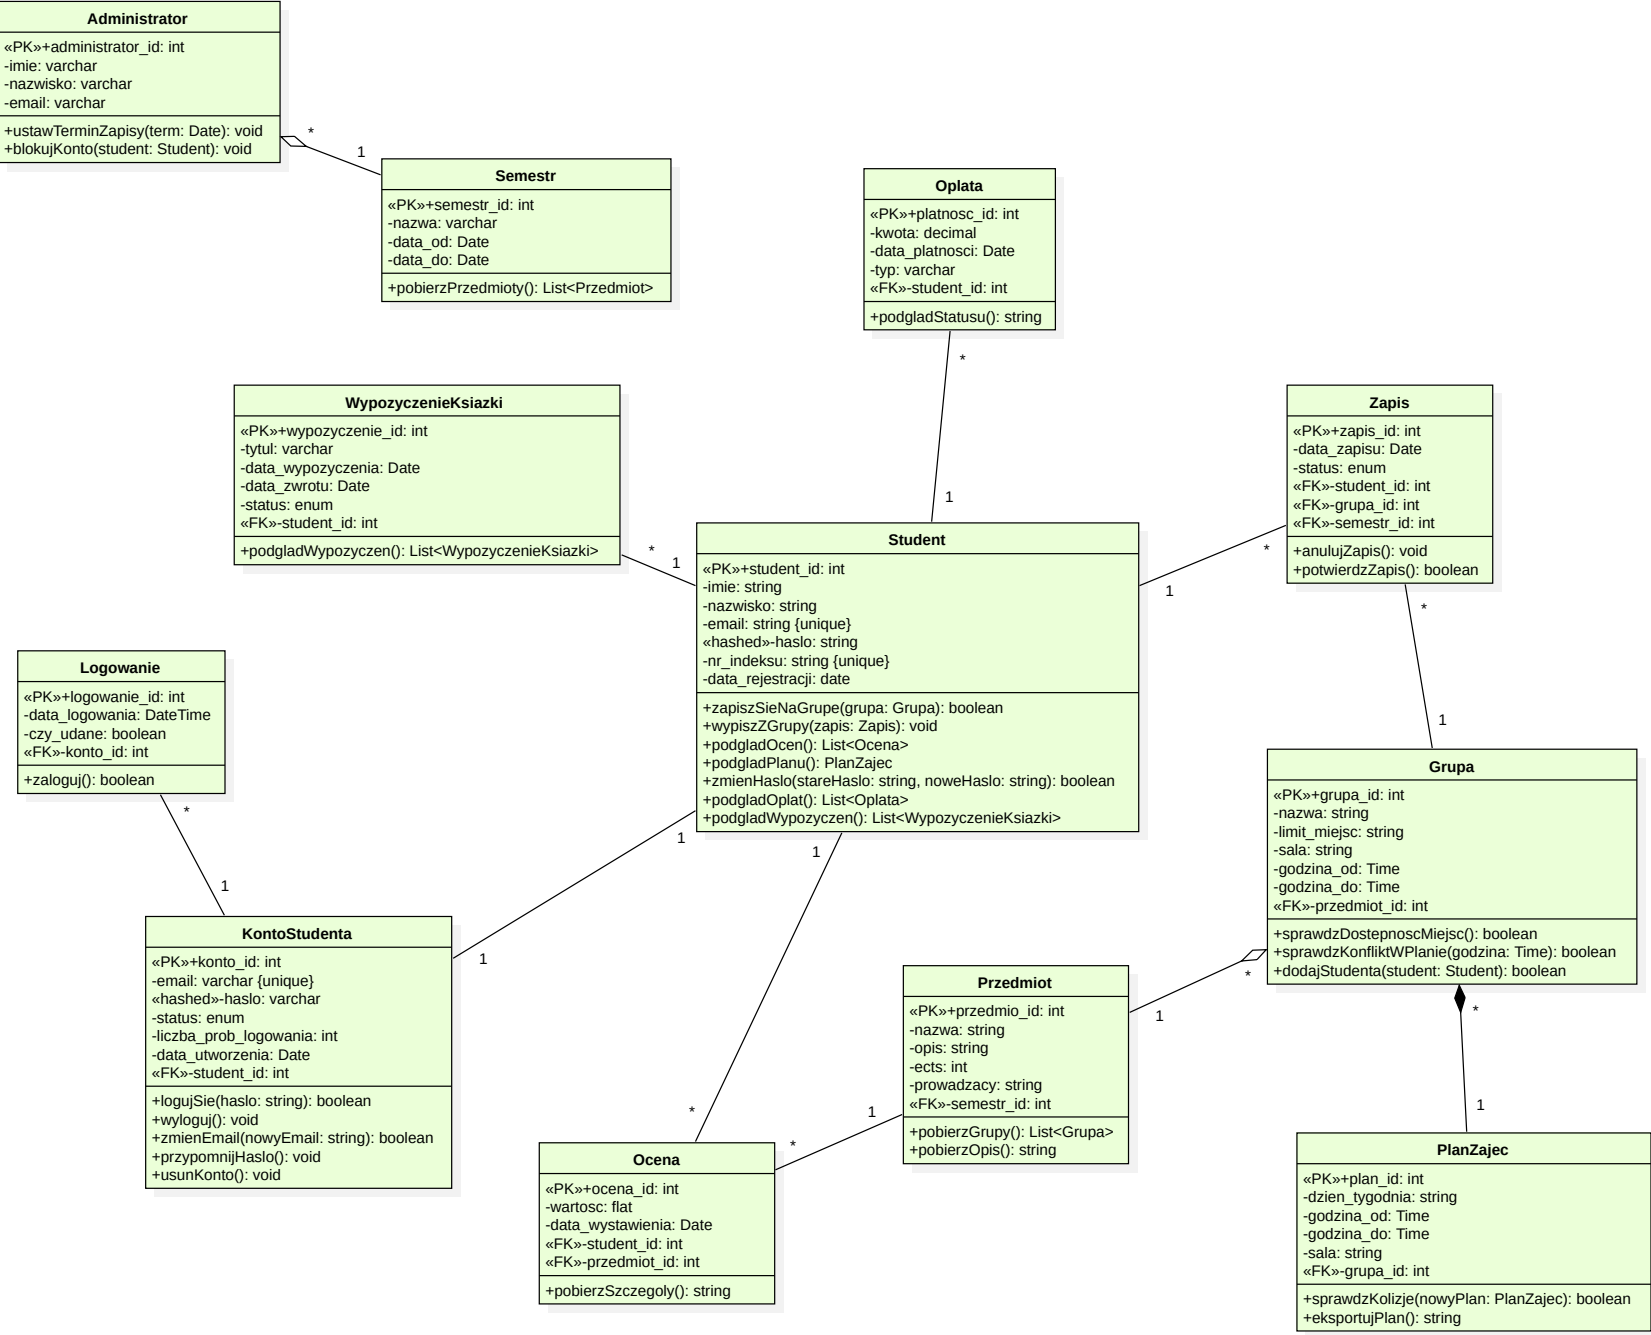 Administrator
«PK»+administrator_id: int
-imie: varchar
-nazwisko: varchar
-email: varchar
+ustawTerminZapisy(term: Date): void
+blokujKonto(student: Student): void
*
1
Semestr
«PK»+semestr_id: int
-nazwa: varchar
-data_od: Date
-data_do: Date
+pobierzPrzedmioty(): List<Przedmiot>
Oplata
«PK»+platnosc_id: int
-kwota: decimal
-data_platnosci: Date
-typ: varchar
«FK»-student_id: int
+podgladStatusu(): string
*
1
WypozyczenieKsiazki
«PK»+wypozyczenie_id: int
-tytul: varchar
-data_wypozyczenia: Date
-data_zwrotu: Date
-status: enum
«FK»-student_id: int
+podgladWypozyczen(): List<WypozyczenieKsiazki>
*
1
Zapis
«PK»+zapis_id: int
-data_zapisu: Date
-status: enum
«FK»-student_id: int
«FK»-grupa_id: int
«FK»-semestr_id: int
+anulujZapis(): void
+potwierdzZapis(): boolean
*
1
*
1
Student
«PK»+student_id: int
-imie: string
-nazwisko: string
-email: string {unique}
«hashed»-haslo: string
-nr_indeksu: string {unique}
-data_rejestracji: date
+zapiszSieNaGrupe(grupa: Grupa): boolean
+wypiszZGrupy(zapis: Zapis): void
+podgladOcen(): List<Ocena>
+podgladPlanu(): PlanZajec
+zmienHaslo(stareHaslo: string, noweHaslo: string): boolean
+podgladOplat(): List<Oplata>
+podgladWypozyczen(): List<WypozyczenieKsiazki>
1
1
Logowanie
«PK»+logowanie_id: int
-data_logowania: DateTime
-czy_udane: boolean
«FK»-konto_id: int
+zaloguj(): boolean
*
1
Grupa
«PK»+grupa_id: int
-nazwa: string
-limit_miejsc: string
-sala: string
-godzina_od: Time
-godzina_do: Time
«FK»-przedmiot_id: int
+sprawdzDostepnoscMiejsc(): boolean
+sprawdzKonfliktWPlanie(godzina: Time): boolean
+dodajStudenta(student: Student): boolean
*
1
*
1
KontoStudenta
«PK»+konto_id: int
-email: varchar {unique}
«hashed»-haslo: varchar
-status: enum
-liczba_prob_logowania: int
-data_utworzenia: Date
«FK»-student_id: int
+logujSie(haslo: string): boolean
+wyloguj(): void
+zmienEmail(nowyEmail: string): boolean
+przypomnijHaslo(): void
+usunKonto(): void
1
Przedmiot
«PK»+przedmio_id: int
-nazwa: string
-opis: string
-ects: int
-prowadzacy: string
«FK»-semestr_id: int
+pobierzGrupy(): List<Grupa>
+pobierzOpis(): string
1
*
*
Ocena
«PK»+ocena_id: int
-wartosc: flat
-data_wystawienia: Date
«FK»-student_id: int
«FK»-przedmiot_id: int
+pobierzSzczegoly(): string
PlanZajec
«PK»+plan_id: int
-dzien_tygodnia: string
-godzina_od: Time
-godzina_do: Time
-sala: string
«FK»-grupa_id: int
+sprawdzKolizje(nowyPlan: PlanZajec): boolean
+eksportujPlan(): string